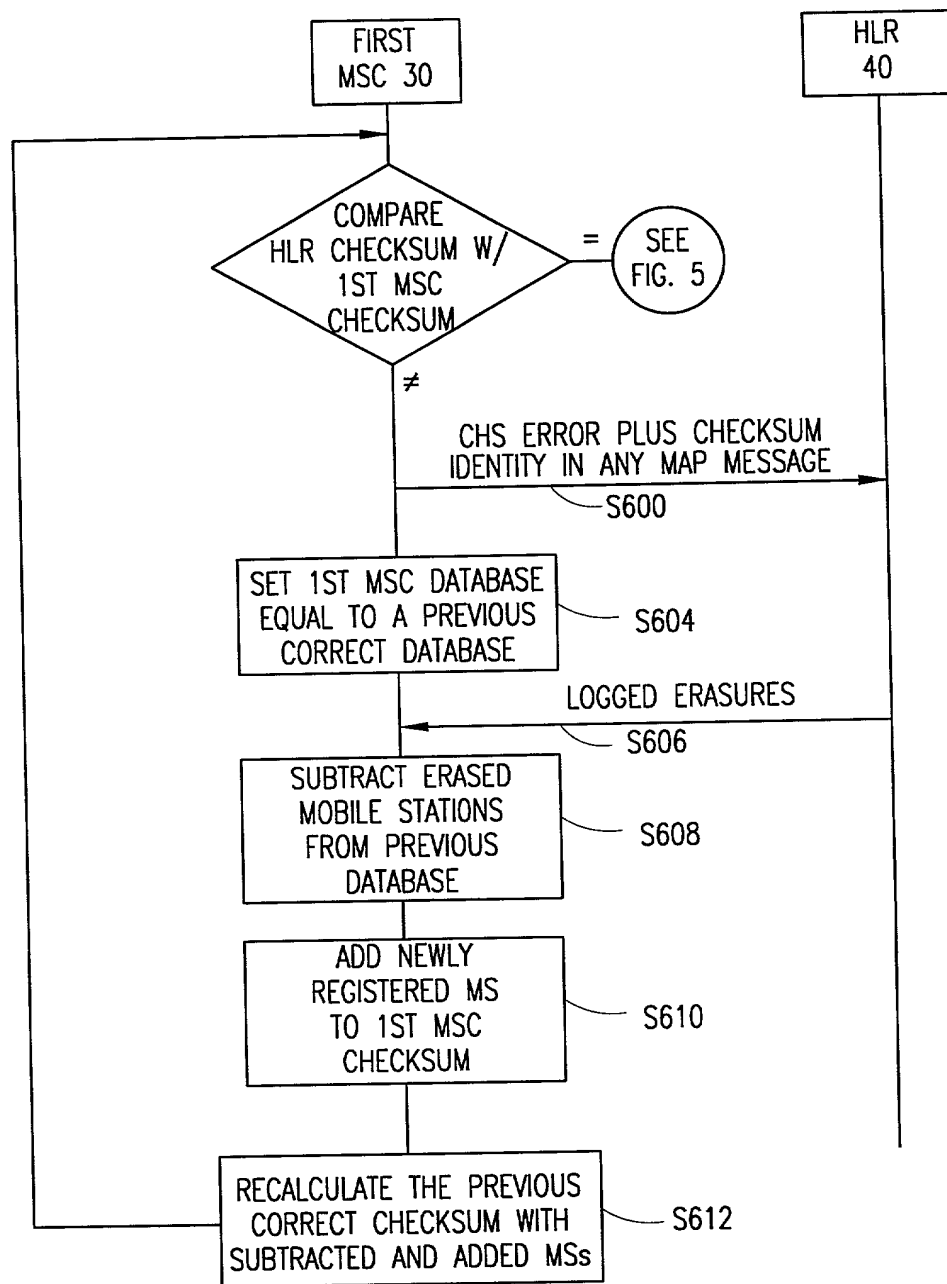 FIRST
MSC 30
HLR
40
COMPARE
HLR CHECKSUM W/
1ST MSC
CHECKSUM
=
SEE
FIG. 5
≠
CHS ERROR PLUS CHECKSUM
IDENTITY IN ANY MAP MESSAGE
S600
SET 1ST MSC DATABASE
EQUAL TO A PREVIOUS
CORRECT DATABASE
S604
LOGGED ERASURES
S606
SUBTRACT ERASED
MOBILE STATIONS
FROM PREVIOUS
DATABASE
S608
ADD NEWLY
REGISTERED MS
TO 1ST MSC
CHECKSUM
S610
RECALCULATE THE PREVIOUS
CORRECT CHECKSUM WITH
SUBTRACTED AND ADDED MSs
S612